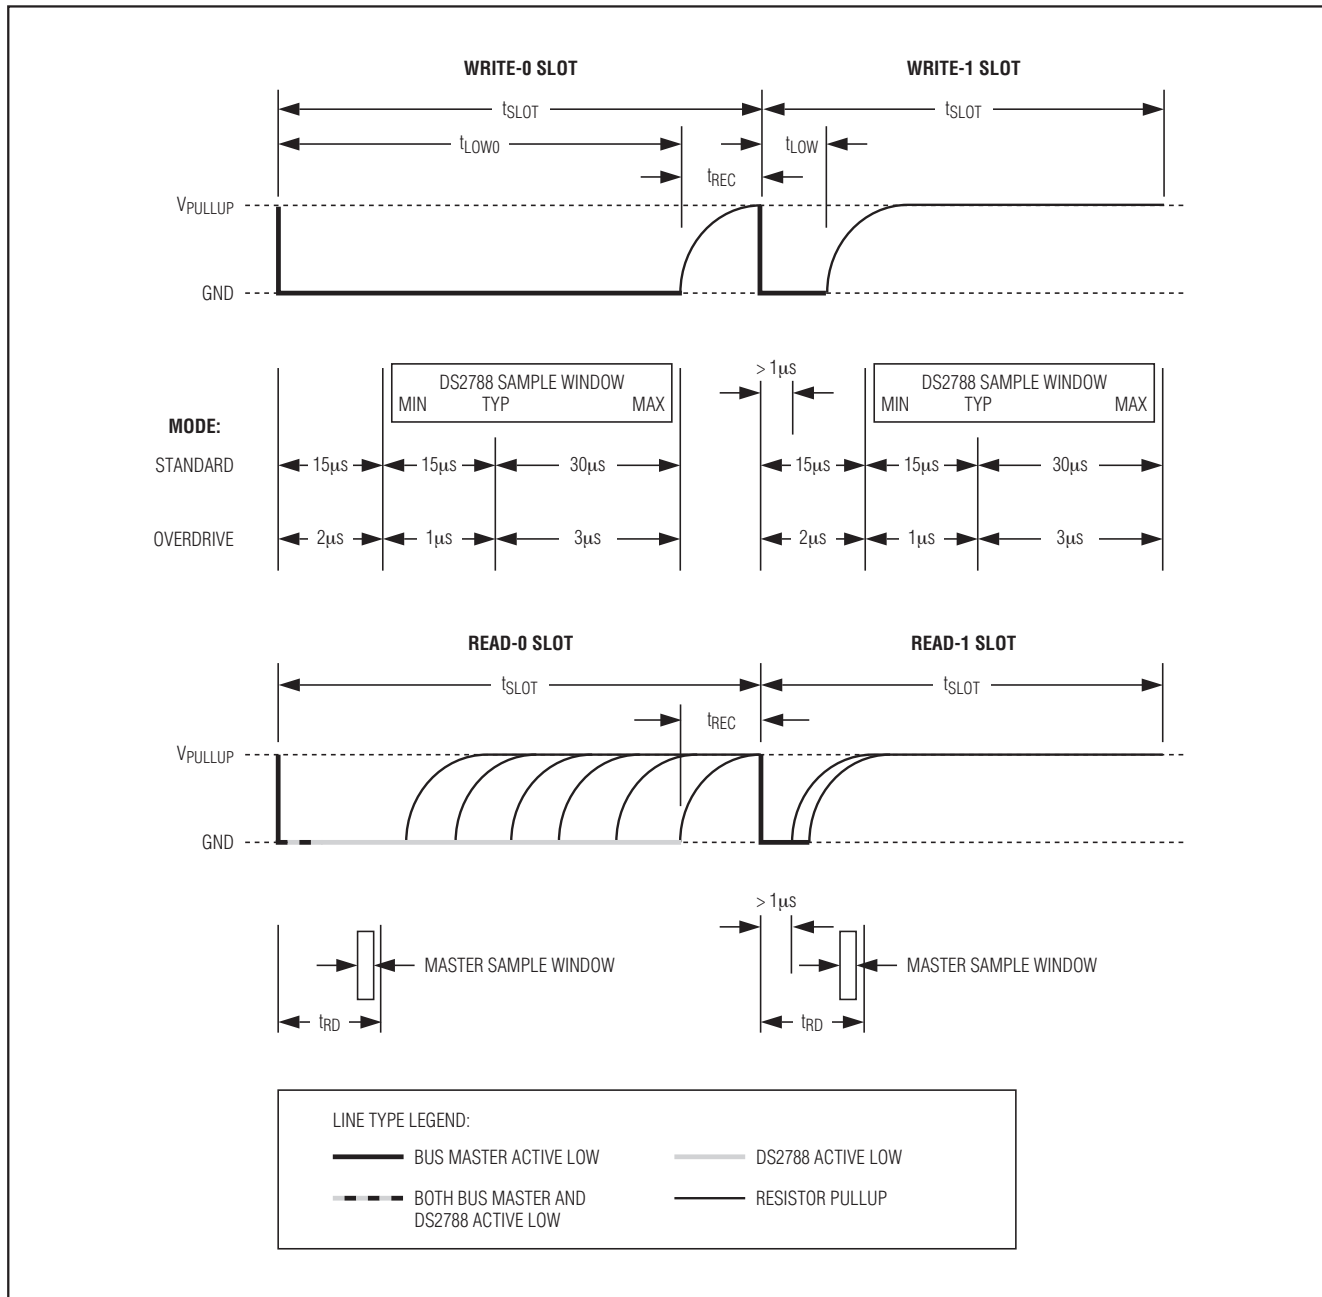 WRITE-0 SLOT WRITE-1 SLOT
tSLOT tSLOT
tLOW0 tLOW
tREC
VPULLUP
GND
> 1μs
DS2788 SAMPLE WINDOW DS2788 SAMPLE WINDOW
MIN TYP MAX MIN TYP MAX
MODE:
STANDARD 15μs 15μs 30μs 15μs 15μs 30μs
OVERDRIVE 2μs 1μs 3μs 2μs 1μs 3μs
READ-0 SLOT READ-1 SLOT
tSLOT tSLOT
tREC
VPULLUP
GND
> 1μs
MASTER SAMPLE WINDOW MASTER SAMPLE WINDOW
tRD tRD
LINE TYPE LEGEND:
BUS MASTER ACTIVE LOW DS2788 ACTIVE LOW
BOTH BUS MASTER AND RESISTOR PULLUP
DS2788 ACTIVE LOW